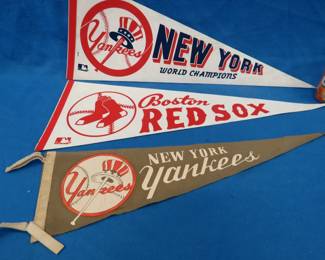 Yankees
NEW YORK
WORLD CHAMPIONS
Boston
RED SOX
Yankees
NEW YORK
Yankees